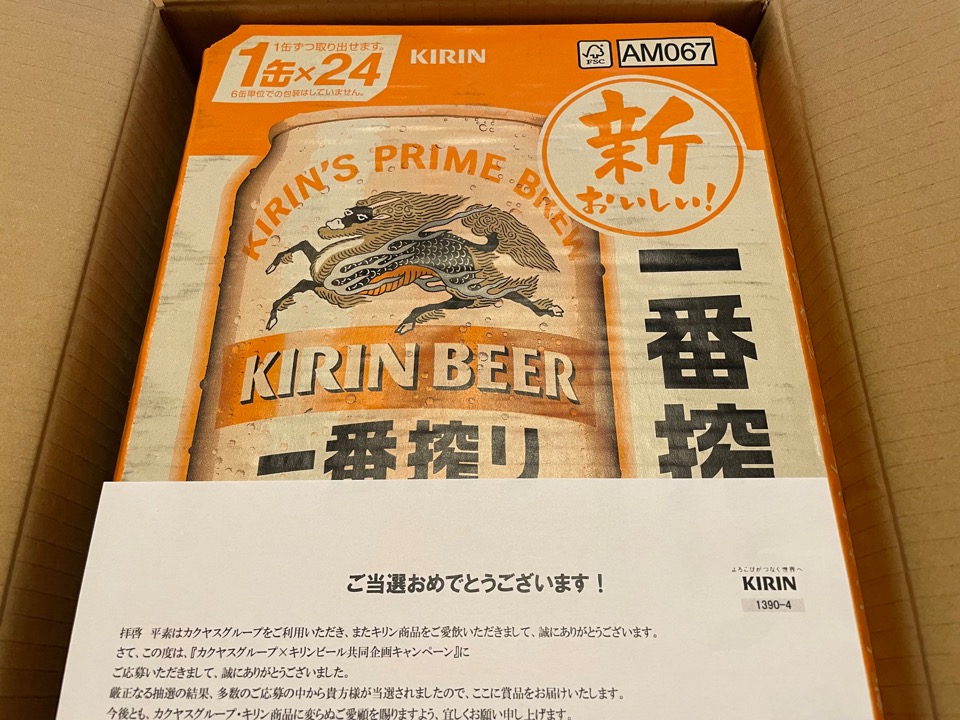 1缶ずつ取り出せます。
1缶×24
6缶単位での包装はしていません。
KIRIN
FSC
AM067
新
おいしい!
KIRIN'S PRIME BREW
KIRIN BEER
一番搾り
一番搾
ご当選おめでとうございます！
よろこびがつなぐ世界へ
KIRIN
1390-4
拝啓　平素はカクヤスグループをご利用いただき、またキリン商品をご愛飲いただきまして、誠にありがとうございます。
さて、この度は、『カクヤスグループ×キリンビール共同企画キャンペーン』に
ご応募いただきまして、誠にありがとうございました。
厳正なる抽選の結果、多数のご応募の中から貴方様が当選されましたので、ここに賞品をお届けいたします。
今後とも、カクヤスグループ・キリン商品に変らぬご愛顧を賜りますよう、宜しくお願い申し上げます。